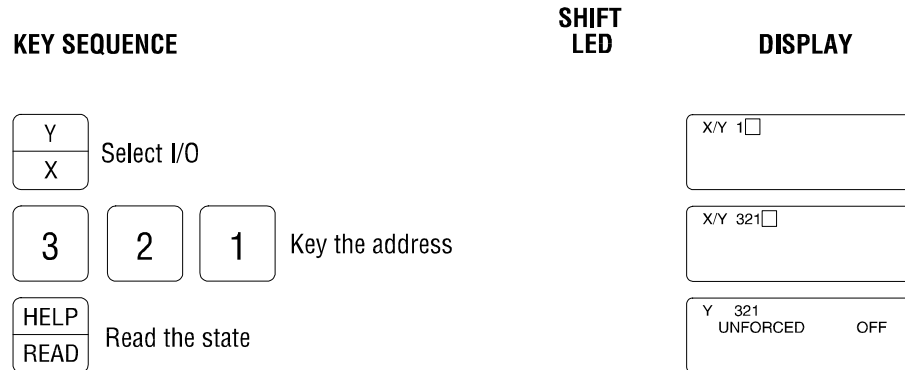 SHIFT
KEY SEQUENCE LED DISPLAY
Y
X
Select I/O
X/Y 1
3 2 1 Key the address
X/Y 321
HELP
READ
Read the state
Y 321
UNFORCED OFF